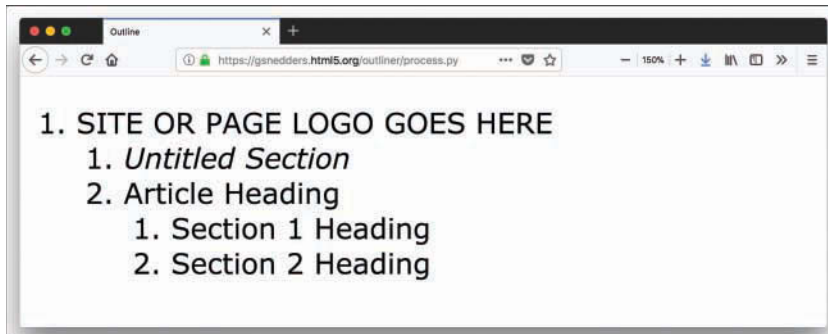 Outline
https://gsnedders.html5.org/outliner/process.py
150%
1. SITE OR PAGE LOGO GOES HERE
1. Untitled Section
2. Article Heading
1. Section 1 Heading
2. Section 2 Heading